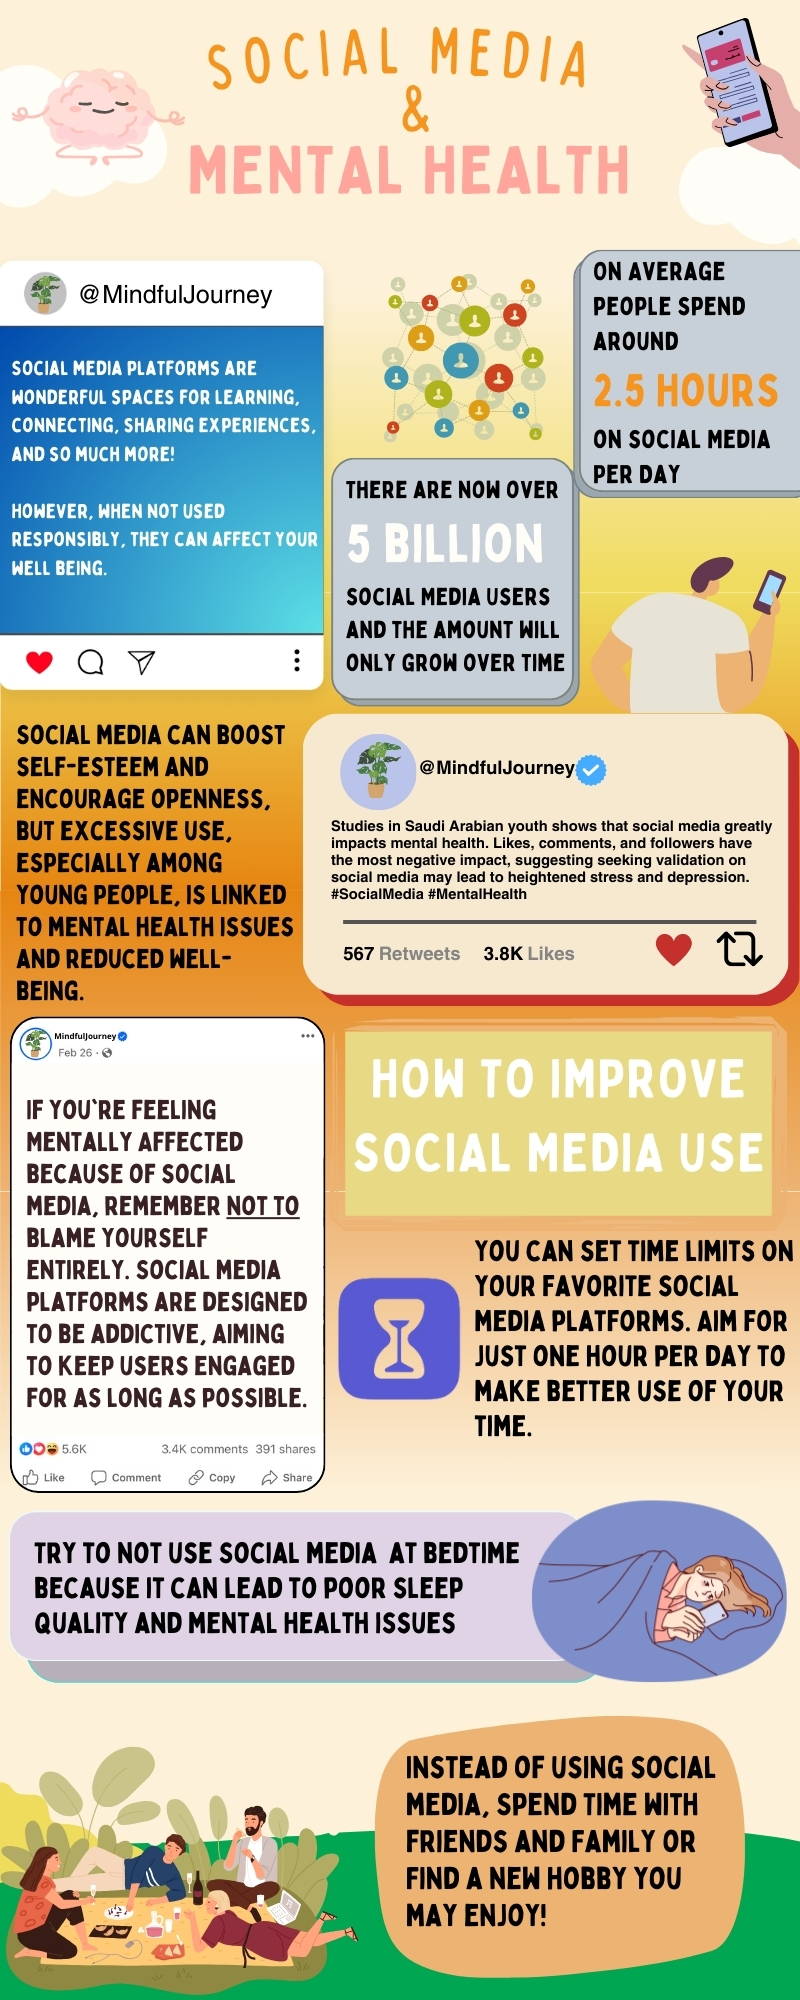 SOCIAL MEDIA
&
MENTAL HEALTH
@MindfulJourney
SOCIAL MEDIA PLATFORMS ARE
WONDERFUL SPACES FOR LEARNING,
CONNECTING, SHARING EXPERIENCES,
AND SO MUCH MORE!
HOWEVER, WHEN NOT USED
RESPONSIBLY, THEY CAN AFFECT YOUR
WELL BEING.
ON AVERAGE
PEOPLE SPEND
AROUND
2.5 HOURS
ON SOCIAL MEDIA
PER DAY
THERE ARE NOW OVER
5 BILLION
SOCIAL MEDIA USERS
AND THE AMOUNT WILL
ONLY GROW OVER TIME
SOCIAL MEDIA CAN BOOST
SELF-ESTEEM AND
ENCOURAGE OPENNESS,
BUT EXCESSIVE USE,
ESPECIALLY AMONG
YOUNG PEOPLE, IS LINKED
TO MENTAL HEALTH ISSUES
AND REDUCED WELL-
BEING.
@MindfulJourney
Studies in Saudi Arabian youth shows that social media greatly
impacts mental health. Likes, comments, and followers have
the most negative impact, suggesting seeking validation on
social media may lead to heightened stress and depression.
#SocialMedia #MentalHealth
567 Retweets 3.8K Likes
MindfulJourney
Feb 26 ·
IF YOU'RE FEELING
MENTALLY AFFECTED
BECAUSE OF SOCIAL
MEDIA, REMEMBER NOT TO
BLAME YOURSELF
ENTIRELY. SOCIAL MEDIA
PLATFORMS ARE DESIGNED
TO BE ADDICTIVE, AIMING
TO KEEP USERS ENGAGED
FOR AS LONG AS POSSIBLE.
5.6K 3.4K comments 391 shares
Like Comment Copy Share
HOW TO IMPROVE
SOCIAL MEDIA USE
YOU CAN SET TIME LIMITS ON
YOUR FAVORITE SOCIAL
MEDIA PLATFORMS. AIM FOR
JUST ONE HOUR PER DAY TO
MAKE BETTER USE OF YOUR
TIME.
TRY TO NOT USE SOCIAL MEDIA AT BEDTIME
BECAUSE IT CAN LEAD TO POOR SLEEP
QUALITY AND MENTAL HEALTH ISSUES
INSTEAD OF USING SOCIAL
MEDIA, SPEND TIME WITH
FRIENDS AND FAMILY OR
FIND A NEW HOBBY YOU
MAY ENJOY!